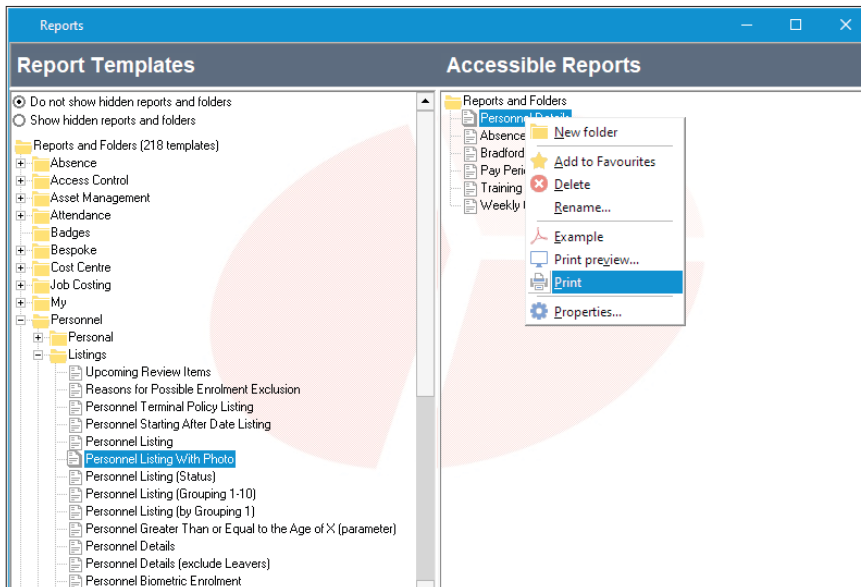 Reports
Report Templates
Do not show hidden reports and folders
Show hidden reports and folders
Reports and Folders (218 templates)
Absence
Access Control
Asset Management
Attendance
Badges
Bespoke
Cost Centre
Job Costing
My
Personnel
Personal
Listings
Upcoming Review Items
Reasons for Possible Enrolment Exclusion
Personnel Terminal Policy Listing
Personnel Starting After Date Listing
Personnel Listing
Personnel Listing With Photo
Personnel Listing (Status)
Personnel Listing (Grouping 1-10)
Personnel Listing (by Grouping 1)
Personnel Greater Than or Equal to the Age of X (parameter)
Personnel Details
Personnel Details (exclude Leavers)
Personnel Biometric Enrolment
Accessible Reports
Reports and Folders
Personnel Details
Absence
Bradford
Pay
Training
Weekly
New folder
Add to Favourites
Delete
Rename...
Example
Print preview...
Print
Properties...